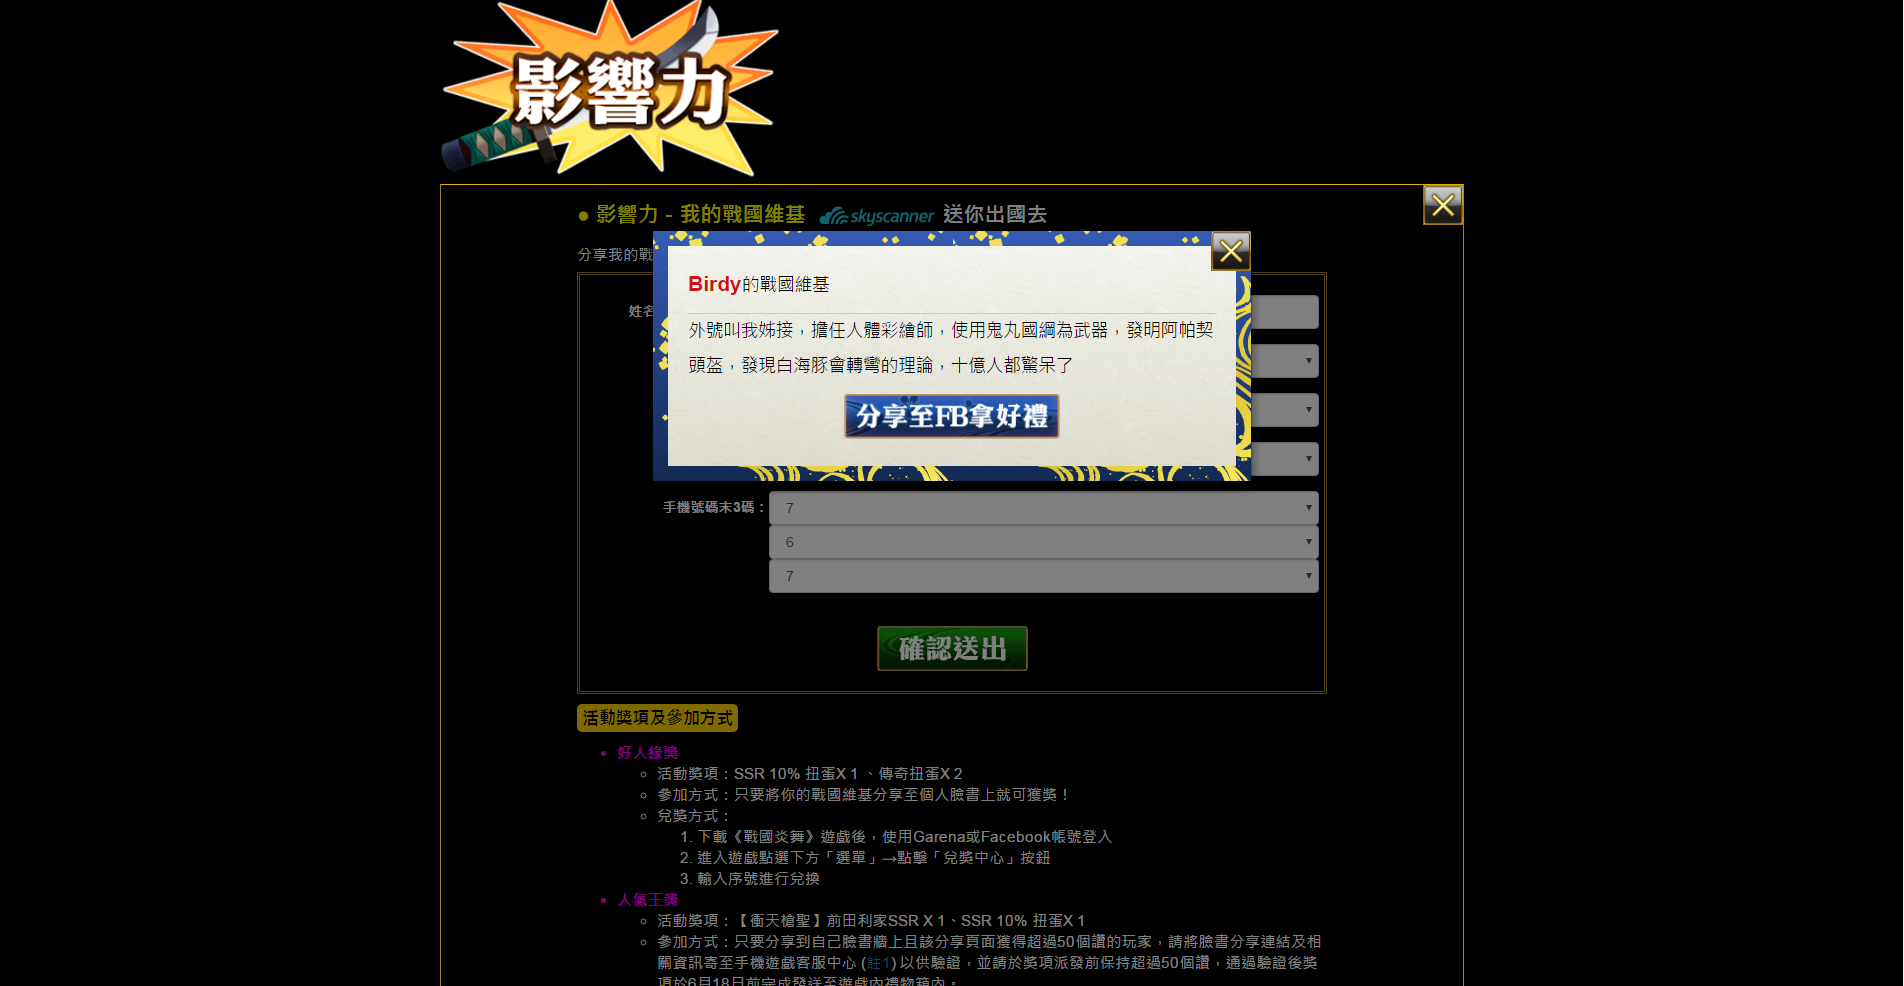 影響力
● 影響力 - 我的戰國維基 skyscanner 送你出國去
分享我的戰
Birdy的戰國維基
外號叫我姊接，擔任人體彩繪師，使用鬼九國綱為武器，發明阿帕契
頭盔，發現白海豚會轉彎的理論，十億人都驚呆了
分享至FB拿好禮
姓名
手機號碼末3碼：
7
6
7
確認送出
活動獎項及參加方式
• 好人緣獎
○ 活動獎項：SSR 10% 扭蛋X 1 、傳奇扭蛋X 2
○ 參加方式：只要將你的戰國維基分享至個人臉書上就可獲獎！
○ 兌獎方式：
1. 下載《戰國炎舞》遊戲後，使用Garena或Facebook帳號登入
2. 進入遊戲點選下方「選單」→點擊「兌獎中心」按鈕
3. 輸入序號進行兌換
• 人氣王獎
○ 活動獎項：【衝天槍聖】前田利家SSR X 1、SSR 10% 扭蛋X 1
○ 參加方式：只要分享到自己臉書牆上且該分享頁面獲得超過50個讚的玩家，請將臉書分享連結及相
關資訊寄至手機遊戲客服中心 (註1) 以供驗證，並請於獎項派發前保持超過50個讚，通過驗證後獎
項於6月18日前完成發送至遊戲內禮物箱內。